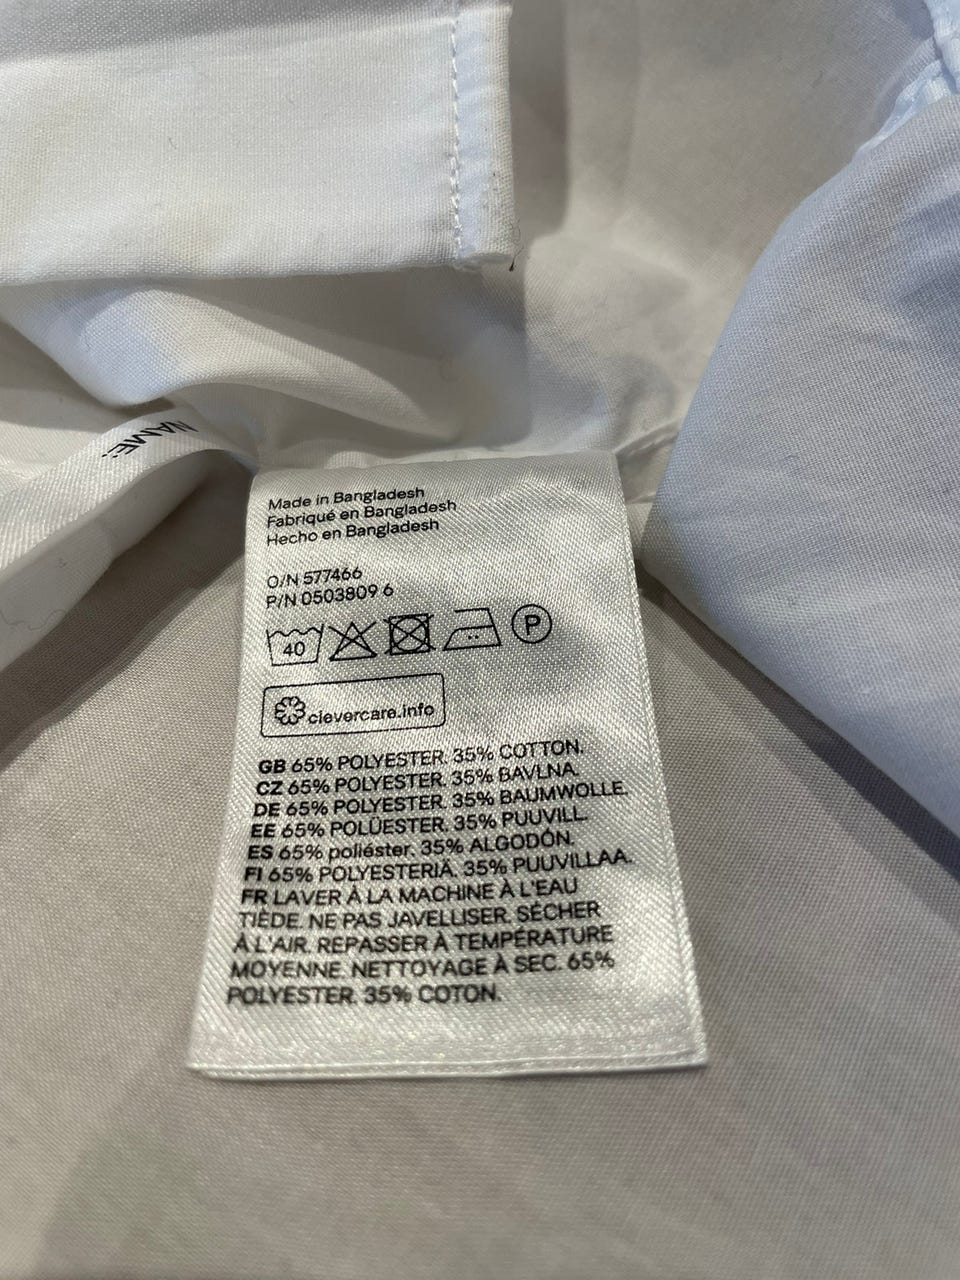 NAME:
Made in Bangladesh
Fabriqué en Bangladesh
Hecho en Bangladesh
O/N 577466
P/N 0503809 6
40 P
clevercare.info
GB 65% POLYESTER. 35% COTTON.
CZ 65% POLYESTER. 35% BAVLNA.
DE 65% POLYESTER. 35% BAUMWOLLE.
EE 65% POLÜESTER. 35% PUUVILL.
ES 65% poliéster. 35% ALGODÓN.
FI 65% POLYESTERIÄ. 35% PUUVILLAA.
FR LAVER À LA MACHINE À L'EAU
TIÈDE. NE PAS JAVELLISER. SÉCHER
À L'AIR. REPASSER À TEMPÉRATURE
MOYENNE. NETTOYAGE À SEC. 65%
POLYESTER. 35% COTON.